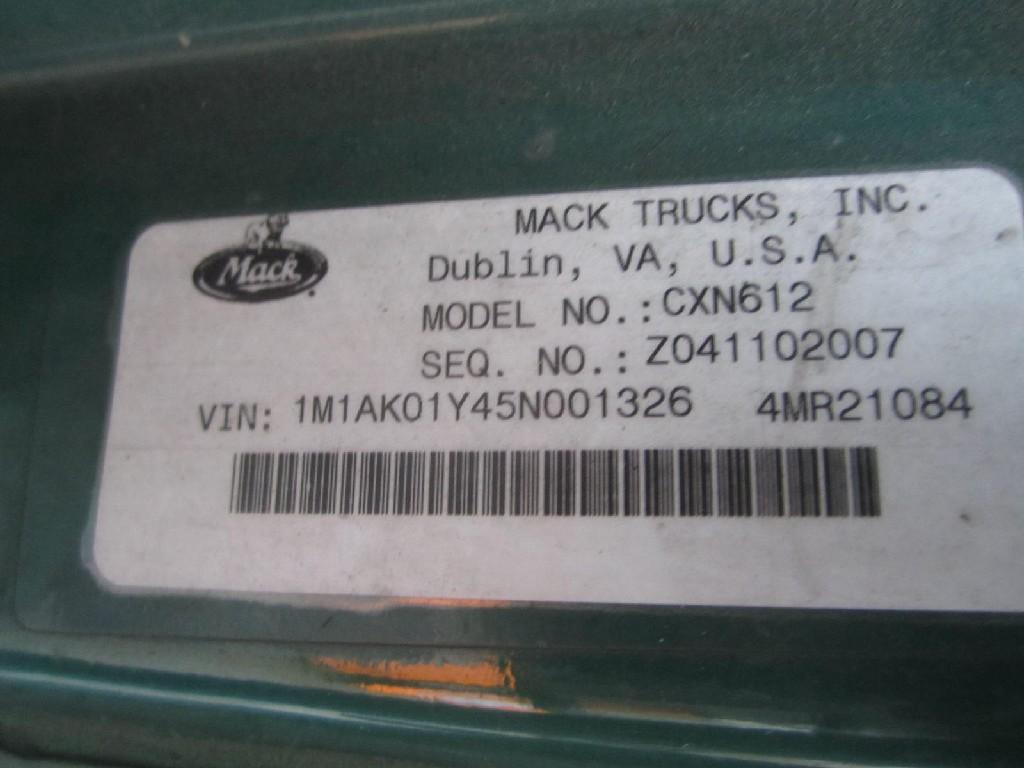 Mack
MACK TRUCKS, INC.
Dublin, VA, U.S.A.
MODEL NO.: CXN612
SEQ. NO.: Z041102007
VIN: 1M1AK01Y45N001326 4MR21084